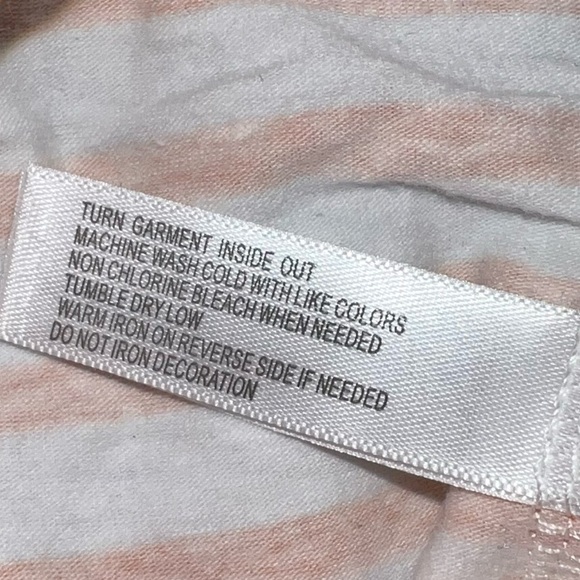 TURN GARMENT INSIDE OUT
MACHINE WASH COLD WITH LIKE COLORS
NON CHLORINE BLEACH WHEN NEEDED
TUMBLE DRY LOW
WARM IRON ON REVERSE SIDE IF NEEDED
DO NOT IRON DECORATION